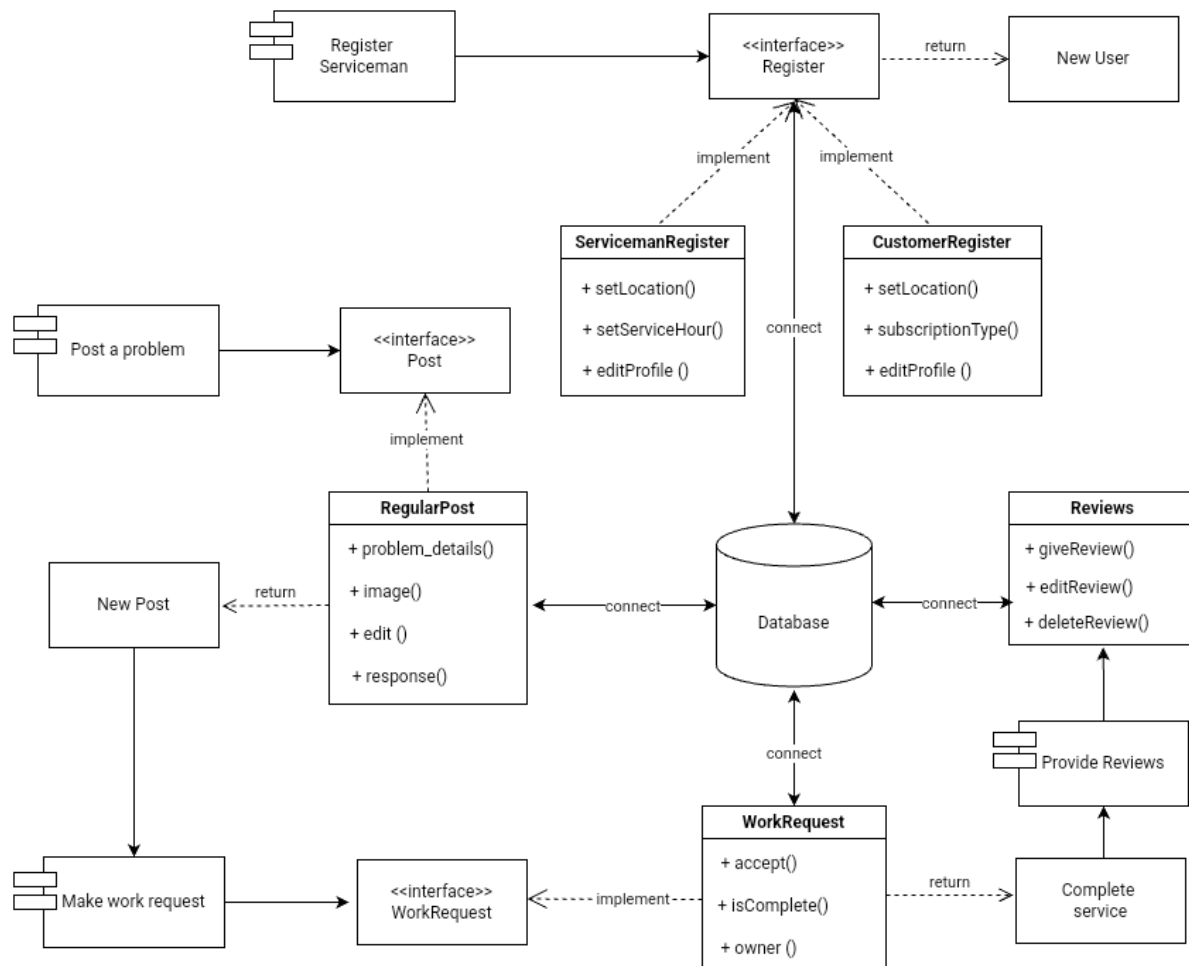 Register
Serviceman
<<interface>>
Register
return
New User
implement
implement
ServicemanRegister
+ setLocation()
+ setServiceHour()
+ editProfile ()
CustomerRegister
+ setLocation()
+ subscriptionType()
+ editProfile ()
connect
Post a problem
<<interface>>
Post
implement
RegularPost
+ problem_details()
+ image()
+ edit ()
+ response()
return
New Post
connect
Database
connect
Reviews
+ giveReview()
+ editReview()
+ deleteReview()
connect
Provide Reviews
WorkRequest
+ accept()
+ isComplete()
+ owner ()
Make work request
<<interface>>
WorkRequest
implement
return
Complete
service